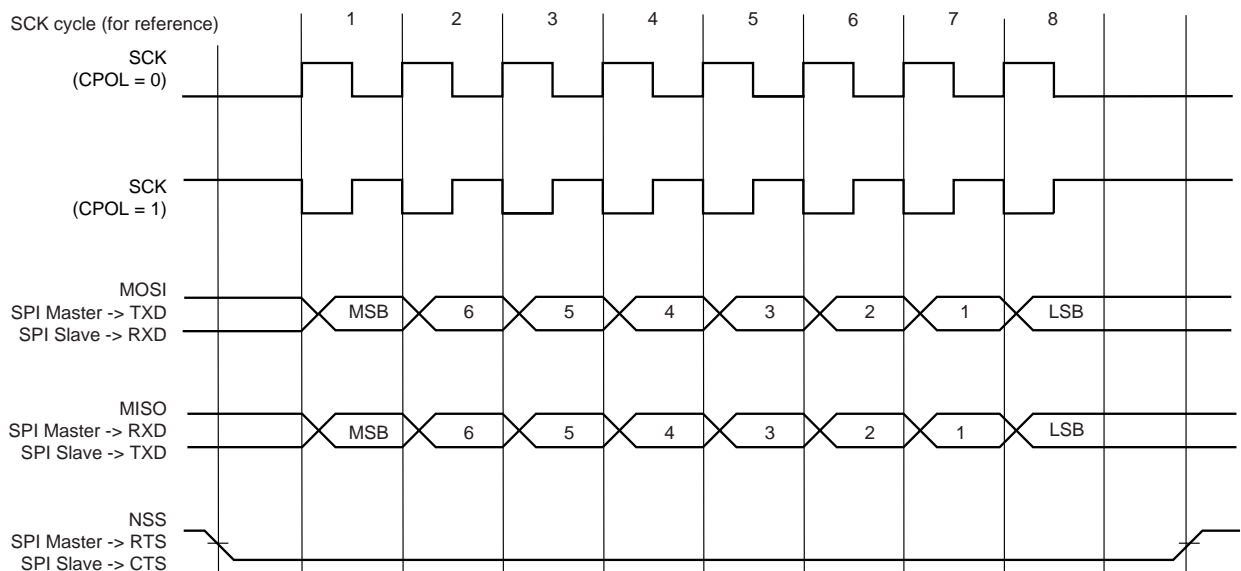 SCK cycle (for reference)
1 2 3 4 5 6 7 8
SCK
(CPOL = 0)
SCK
(CPOL = 1)
MOSI
SPI Master -> TXD
SPI Slave -> RXD
MSB 6 5 4 3 2 1 LSB
MISO
SPI Master -> RXD
SPI Slave -> TXD
MSB 6 5 4 3 2 1 LSB
NSS
SPI Master -> RTS
SPI Slave -> CTS